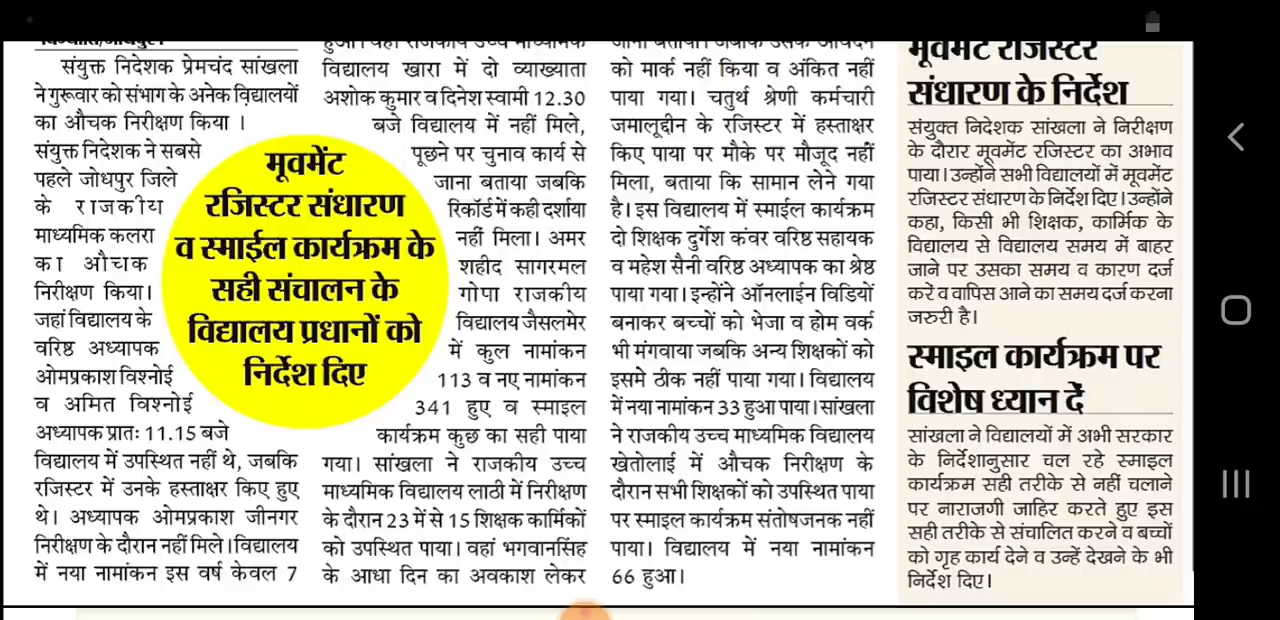 संयुक्त निदेशक प्रेमचंद सांखला
ने गुरूवार को संभाग के अनेक विद्यालयों
का औचक निरीक्षण किया ।
संयुक्त निदेशक ने सबसे
पहले जोधपुर जिले
के राजकीय
माध्यमिक कलरा
का औचाक
निरीक्षण किया।
जहां विद्यालय के
वरिष्ठ अध्यापक
ओमप्रकाश विश्नोई
व अमित विश्नोई
अध्यापक प्रातः 11.15 बजे
विद्यालय में उपस्थित नहीं थे, जबकि
रजिस्टर में उनके हस्ताक्षर किए हुए
थे। अध्यापक ओमप्रकाश जीनगर
निरीक्षण के दौरान नहीं मिले।विद्यालय
में नया नामांकन इस वर्ष केवल 7
मूवमेंट
रजिस्टर संधारण
व स्माईल कार्यक्रम के
सही संचालन के
विद्यालय प्रधानों को
निर्देश दिए
हुआ। वहीं राजकीय उच्च माध्यमिक
विद्यालय खारा में दो व्याख्याता
अशोक कुमार व दिनेश स्वामी 12.30
बजे विद्यालय में नहीं मिले,
पूछने पर चुनाव कार्य से
जाना बताया जबकि
रिकॉर्ड में कही दर्शाया
नहीं मिला। अमर
शहीद सागरमल
गोपा राजकीय
विद्यालय जैसलमेर
में कुल नामांकन
113 व नए नामांकन
341 हुए व स्माइल
कार्यक्रम कुछ का सही पाया
गया। सांखला ने राजकीय उच्च
माध्यमिक विद्यालय लाठी में निरीक्षण
के दौरान 23 में से 15 शिक्षक कार्मिकों
को उपस्थित पाया। वहां भगवानसिंह
के आधा दिन का अवकाश लेकर
जाना बताया। जबकि उसके आवेदन
को मार्क नहीं किया व अंकित नहीं
पाया गया। चतुर्थ श्रेणी कर्मचारी
जमालूद्दीन के रजिस्टर में हस्ताक्षर
किए पाया पर मौके पर मौजूद नहीं
मिला, बताया कि सामान लेने गया
है। इस विद्यालय में स्माईल कार्यक्रम
दो शिक्षक दुर्गेश कंवर वरिष्ठ सहायक
व महेश सैनी वरिष्ठ अध्यापक का श्रेष्ठ
पाया गया। इन्होंने ऑनलाईन विडियों
बनाकर बच्चों को भेजा व होम वर्क
भी मंगवाया जबकि अन्य शिक्षकों को
इसमे ठीक नहीं पाया गया। विद्यालय
में नया नामांकन 33 हुआ पाया। सांखला
ने राजकीय उच्च माध्यमिक विद्यालय
खेतोलाई में औचक निरीक्षण के
दौरान सभी शिक्षकों को उपस्थित पाया
पर स्माइल कार्यक्रम संतोषजनक नहीं
पाया। विद्यालय में नया नामांकन
66 हुआ।
मूवमेंट रजिस्टर
संधारण के निर्देश
संयुक्त निदेशक सांखला ने निरीक्षण
के दौरार मूवमेंट रजिस्टर का अभाव
पाया। उन्होंने सभी विद्यालयों में मूवमेंट
रजिस्टर संधारण के निर्देश दिए। उन्होंने
कहा, किसी भी शिक्षक, कार्मिक के
विद्यालय से विद्यालय समय में बाहर
जाने पर उसका समय व कारण दर्ज
करें व वापिस आने का समय दर्ज करना
जरुरी है।
स्माइल कार्यक्रम पर
विशेष ध्यान दें
सांखला ने विद्यालयों में अभी सरकार
के निर्देशानुसार चल रहे स्माइल
कार्यक्रम सही तरीके से नहीं चलाने
पर नाराजगी जाहिर करते हुए इस
सही तरीके से संचालित करने व बच्चों
को गृह कार्य देने व उन्हें देखने के भी
निर्देश दिए।